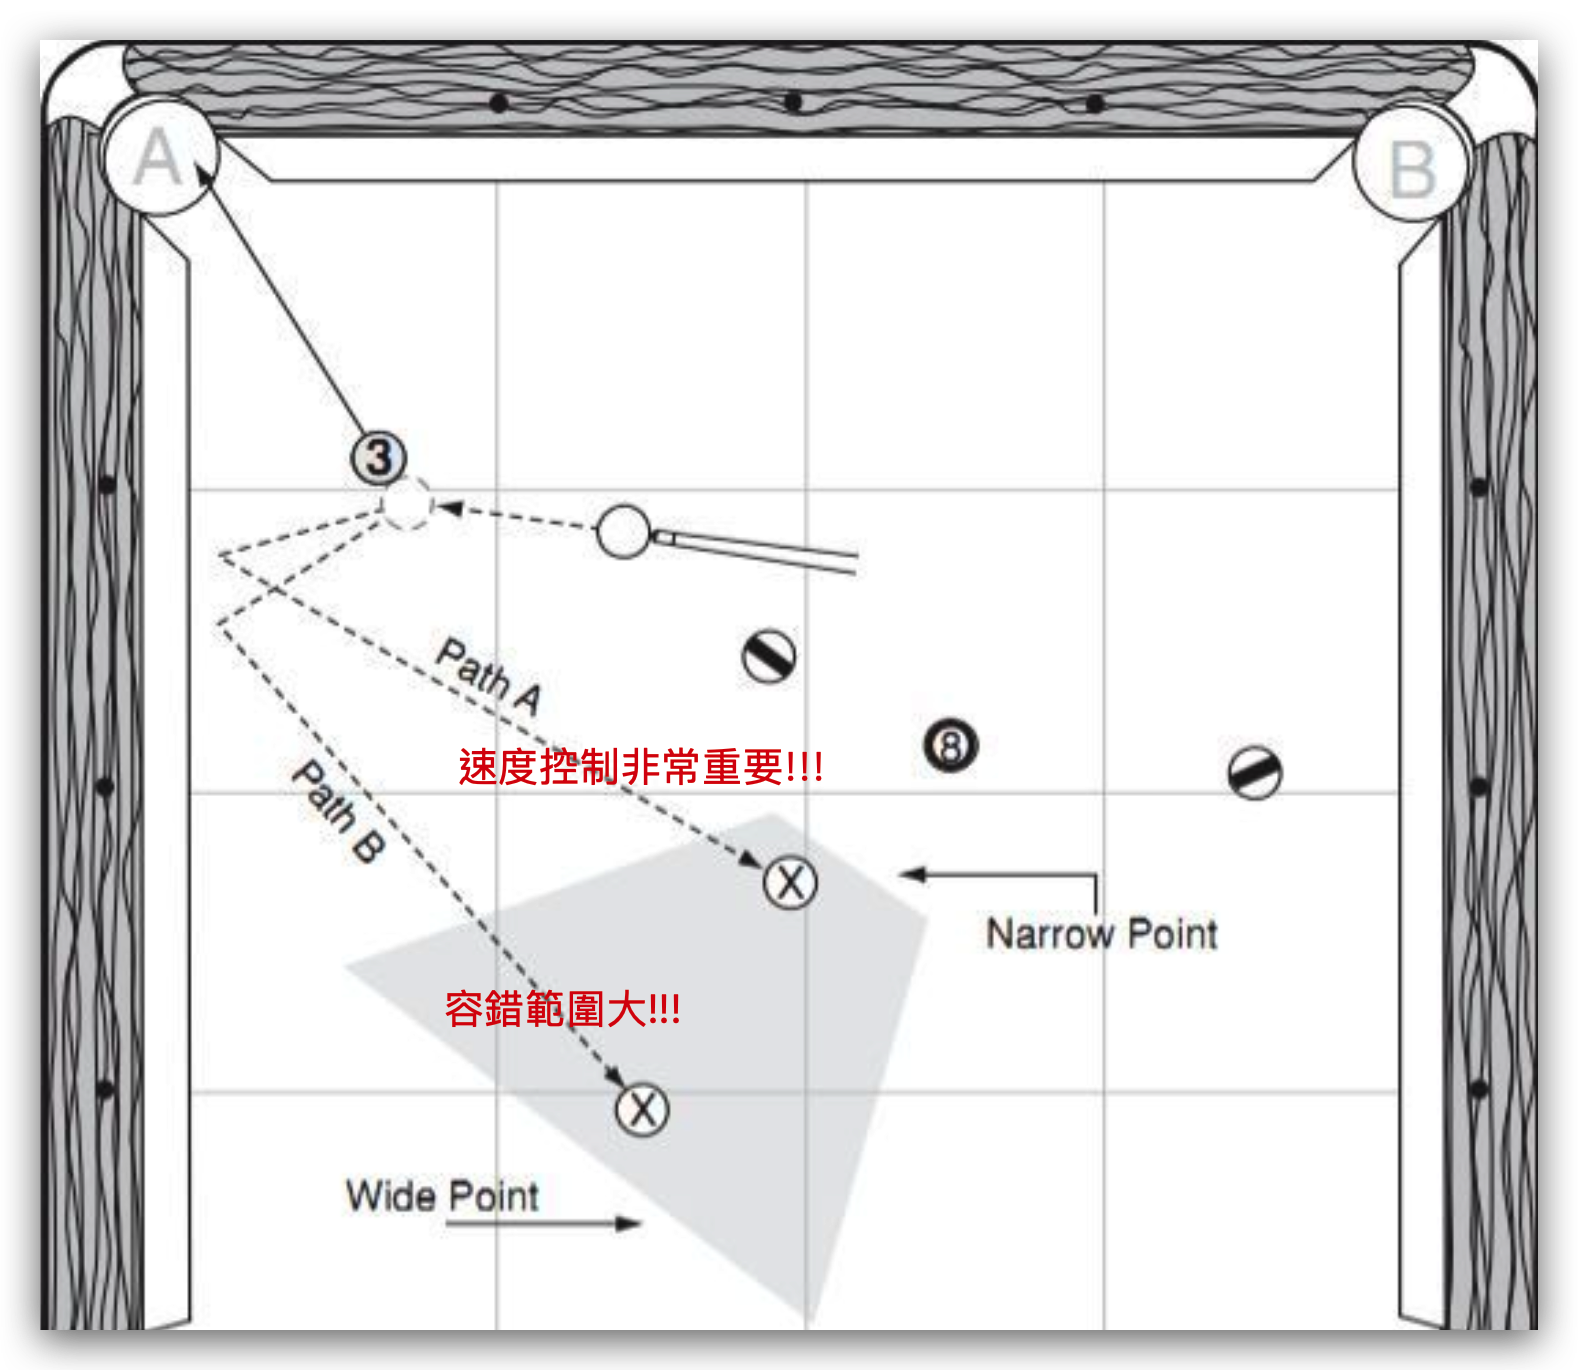 A
B
3
Path A
速度控制非常重要!!!
8
Path B
X
Narrow Point
容錯範圍大!!!
X
Wide Point